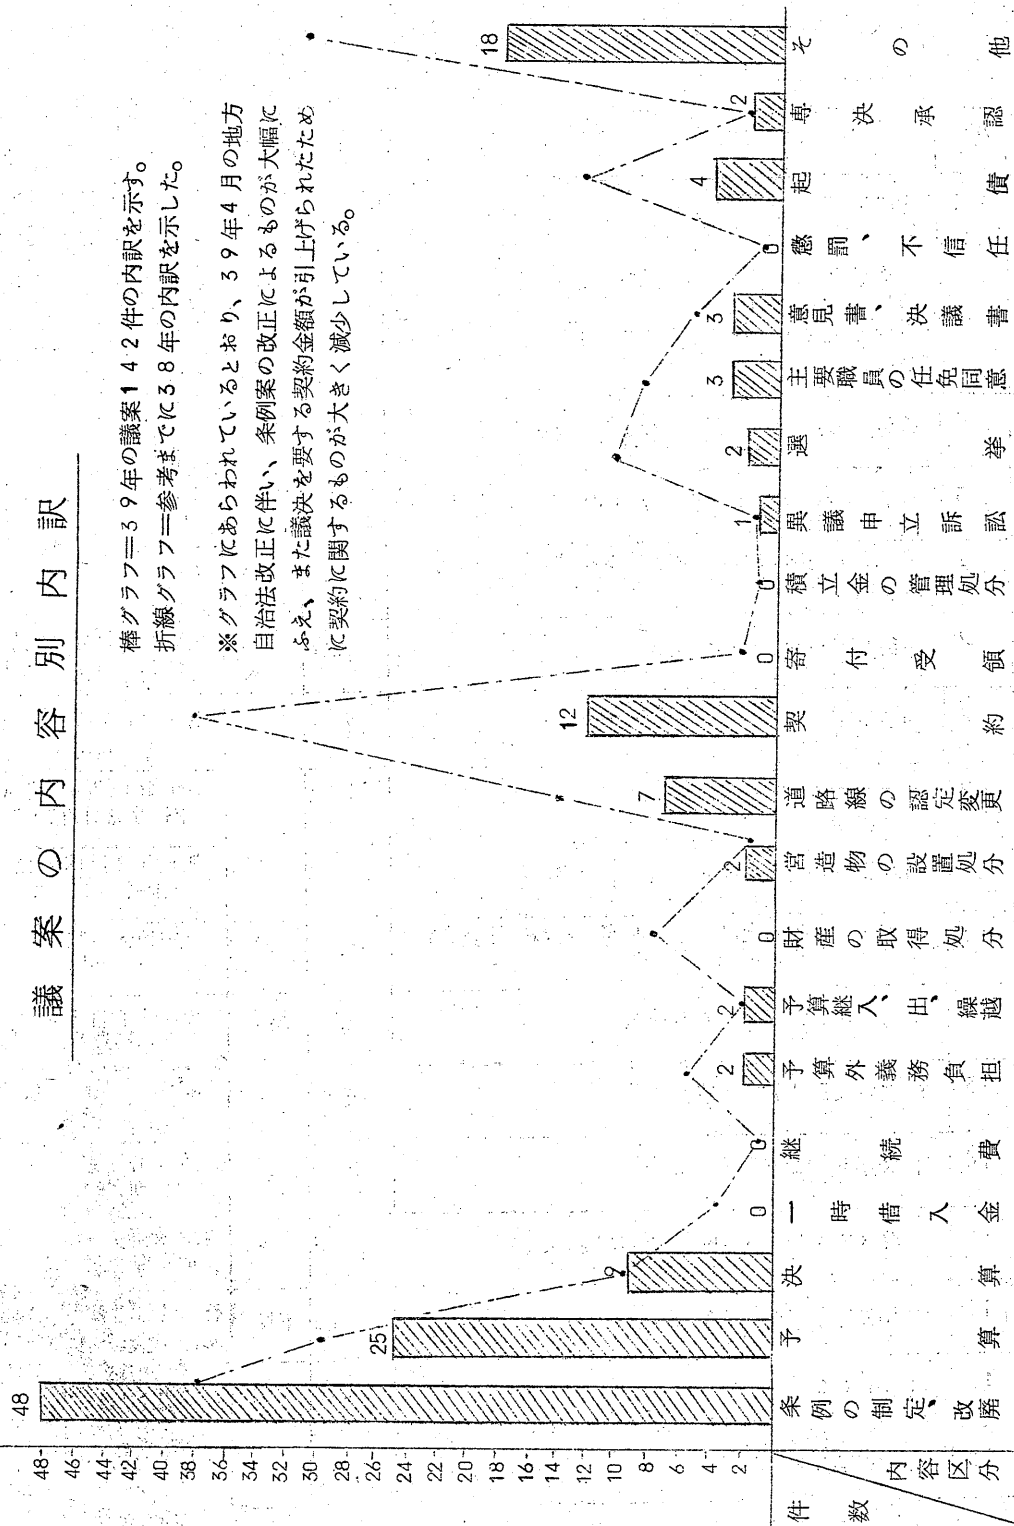 議案の内容別内訳
棒グラフ=39年の議案142件の内訳を示す。
折線グラフ=参考までに38年の内訳を示した。
※グラフにあらわれているとおり、39年4月の地方
自治法改正に伴い、条例案の改正によるものが大幅に
ふえ、また議決を要する契約金額が引上げられたため
に契約に関するものが大きく減少している。
48
46
44
42
40
38
36
34
32
30
28
26
24
22
20
18
16
14
12
10
8
6
4
2
件数
内容区分
48
条例の制定、改廃
25
予算
9
決算
0
一時借入金
0
継続費
2
予算外義務負担
2
予算継入、出、繰越
0
財産の取得処分
2
営造物の設置処分
7
道路線の認定変更
12
契約
0
寄付受領
0
積立金の管理処分
1
異議申立訴訟
2
選挙
3
主要職員の任免同意
3
意見書、決議書
0
懲罰、不信任
4
起債
2
専決承認
18
その他